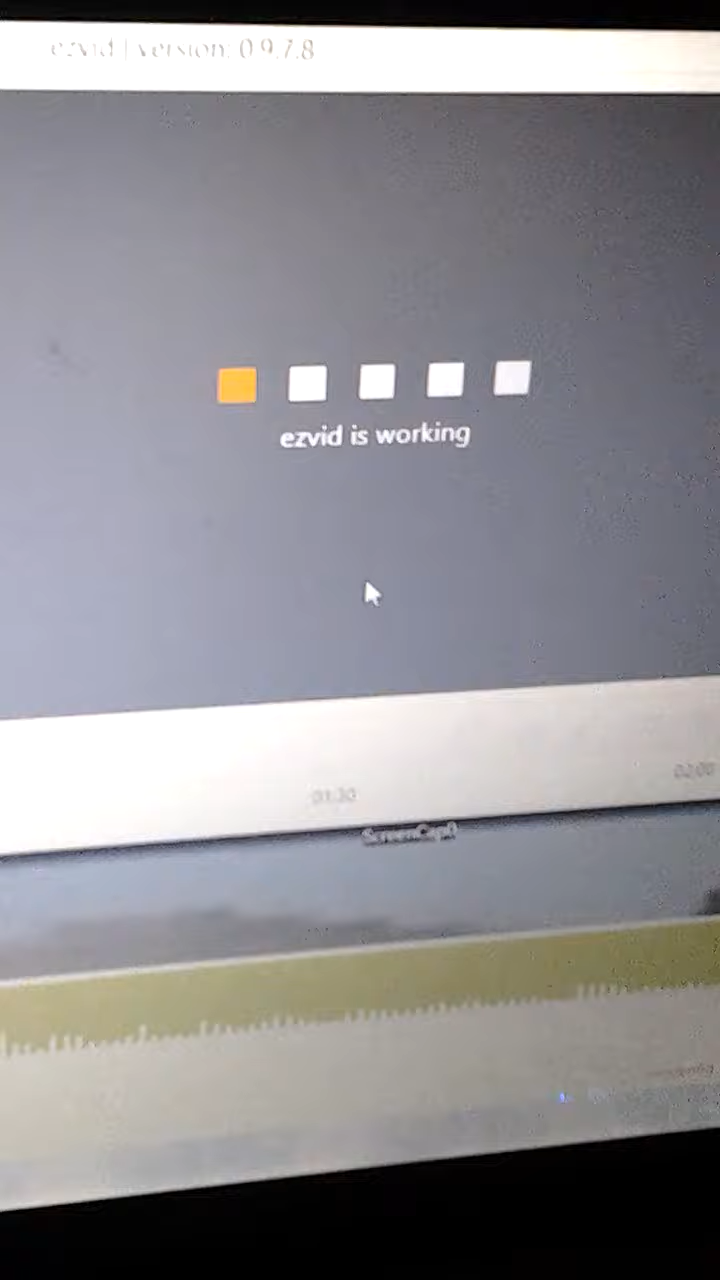 ezvid | version: 0.9.7.8
ezvid is working
01:30
02:00
ScreenCap0